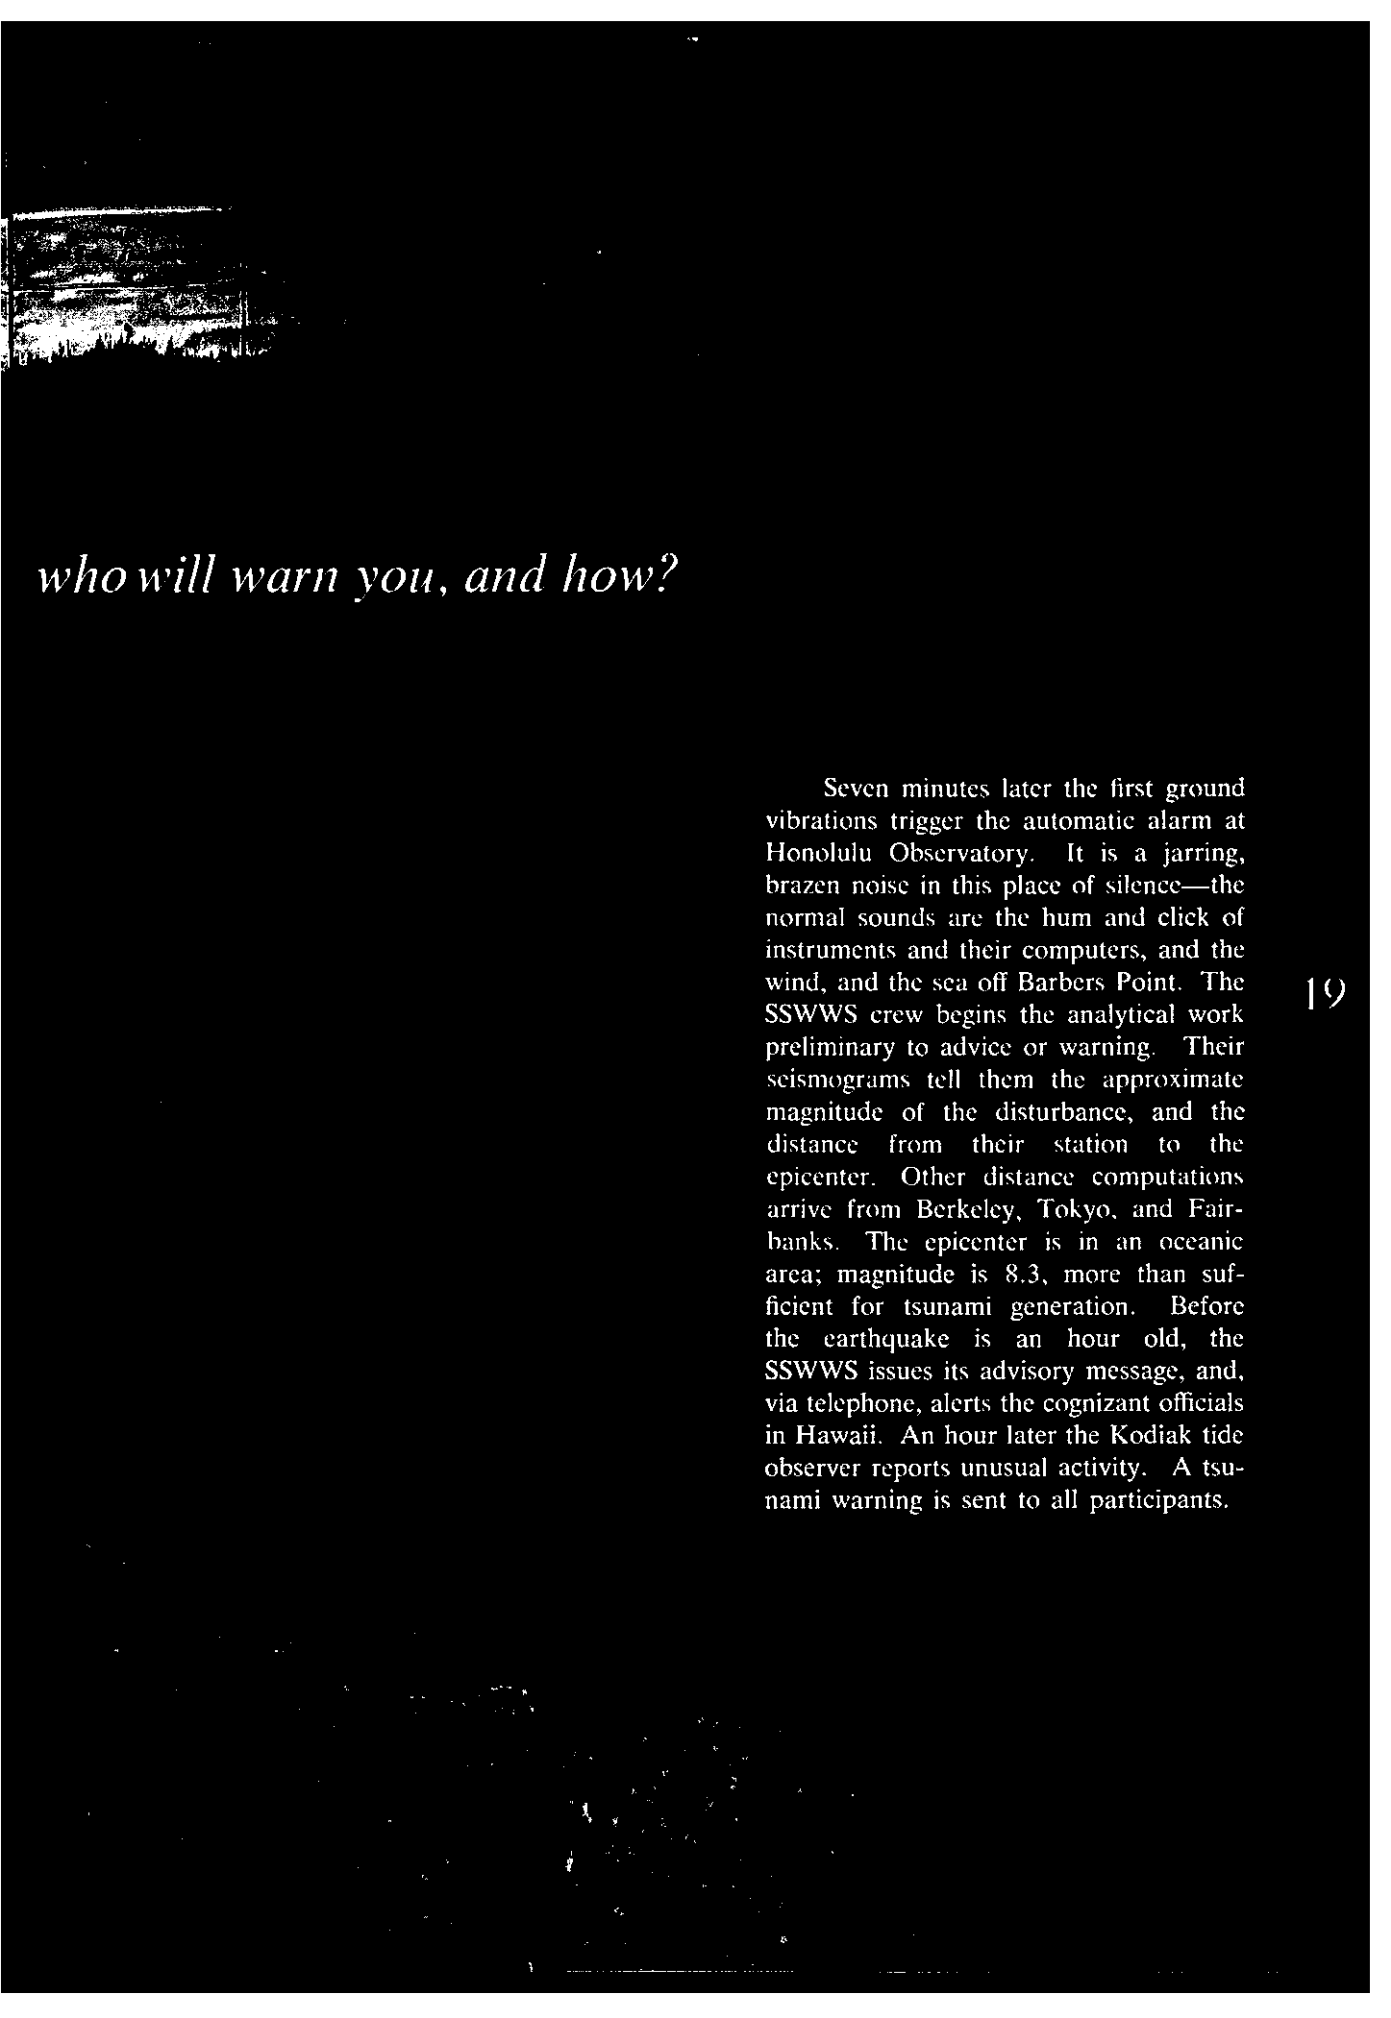 who will warn you, and how?
Seven minutes later the first ground
vibrations trigger the automatic alarm at
Honolulu Observatory. It is a jarring,
brazen noise in this place of silence—the
normal sounds are the hum and click of
instruments and their computers, and the
wind, and the sea off Barbers Point. The
SSWWS crew begins the analytical work
preliminary to advice or warning. Their
seismograms tell them the approximate
magnitude of the disturbance, and the
distance from their station to the
epicenter. Other distance computations
arrive from Berkeley, Tokyo, and Fair-
banks. The epicenter is in an oceanic
area; magnitude is 8.3, more than suf-
ficient for tsunami generation. Before
the earthquake is an hour old, the
SSWWS issues its advisory message, and,
via telephone, alerts the cognizant officials
in Hawaii. An hour later the Kodiak tide
observer reports unusual activity. A tsu-
nami warning is sent to all participants.
19